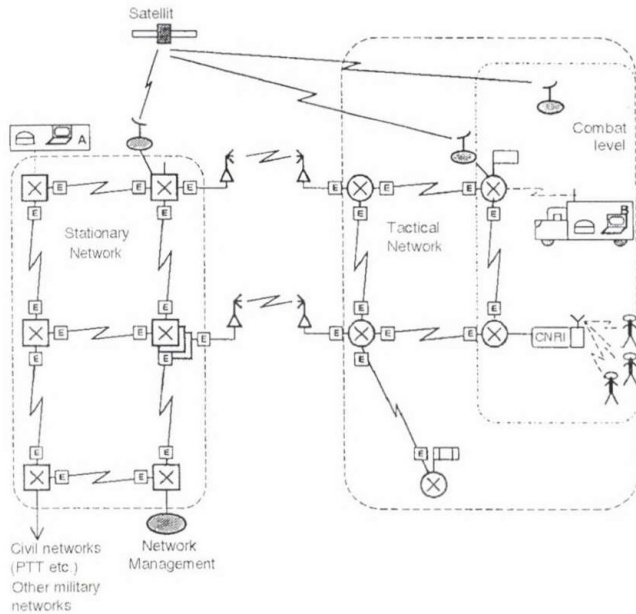 Satellit
A
Combat
level
E E E E E E
E E E E
Stationary
Network
Tactical
Network
B
E E E E
E E E E E E
CNRI
E E E
E E
E
E E
Civil networks
(PTT etc.)
Other military
networks
Network
Management